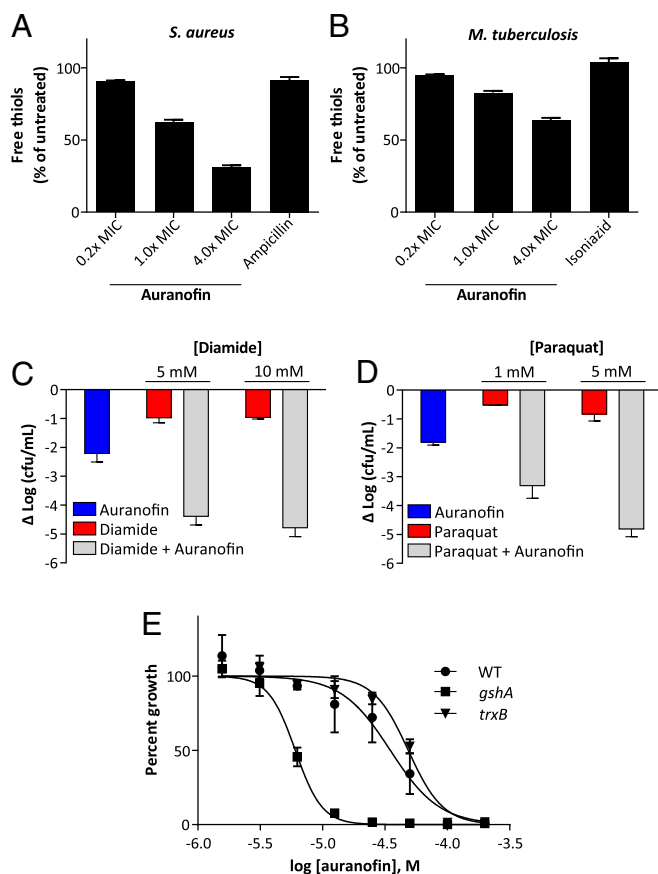 A
S. aureus
Free thiols
(% of untreated)
100
50
0
0.2x MIC
1.0x MIC
4.0x MIC
Ampicillin
Auranofin
B
M. tuberculosis
Free thiols
(% of untreated)
100
50
0
0.2x MIC
1.0x MIC
4.0x MIC
Isoniazid
Auranofin
C
[Diamide]
5 mM
10 mM
Δ Log (cfu/mL)
0
-1
-2
-3
-4
-5
-6
Auranofin
Diamide
Diamide + Auranofin
D
[Paraquat]
1 mM
5 mM
Δ Log (cfu/mL)
0
-1
-2
-3
-4
-5
-6
Auranofin
Paraquat
Paraquat + Auranofin
E
Percent growth
100
50
0
-6.0
-5.5
-5.0
-4.5
-4.0
-3.5
log [auranofin], M
WT
gshA
trxB